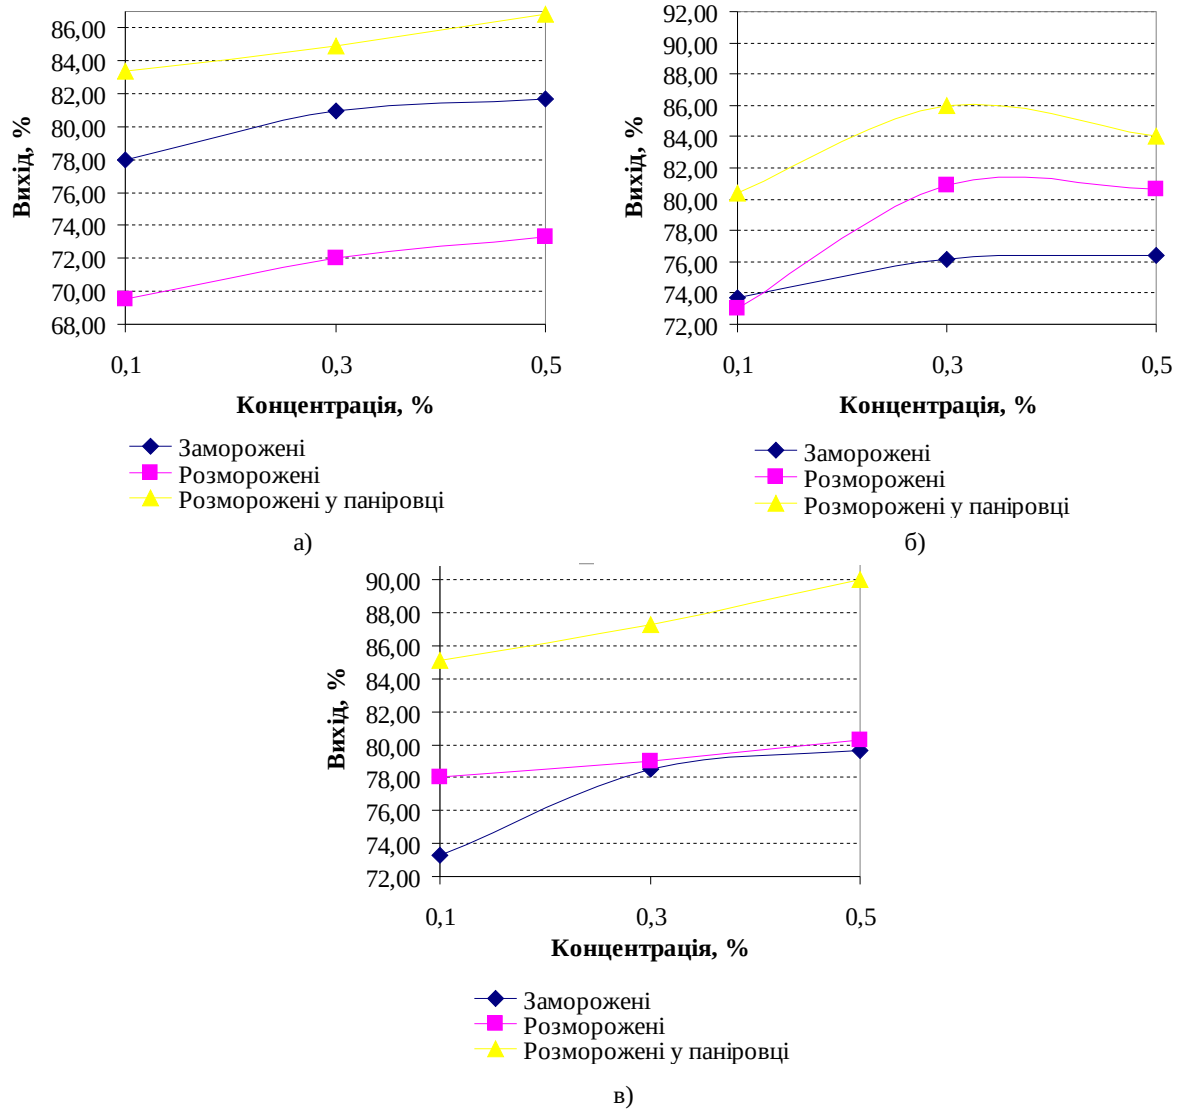 86,00
84,00
82,00
80,00
78,00
76,00
74,00
72,00
70,00
68,00
Вихід, %
0,1 0,3 0,5
Концентрація, %
Заморожені
Розморожені
Розморожені у паніровці
а)
92,00
90,00
88,00
86,00
84,00
82,00
80,00
78,00
76,00
74,00
72,00
Вихід, %
0,1 0,3 0,5
Концентрація, %
Заморожені
Розморожені
Розморожені у паніровці
б)
90,00
88,00
86,00
84,00
82,00
80,00
78,00
76,00
74,00
72,00
Вихід, %
0,1 0,3 0,5
Концентрація, %
Заморожені
Розморожені
Розморожені у паніровці
в)